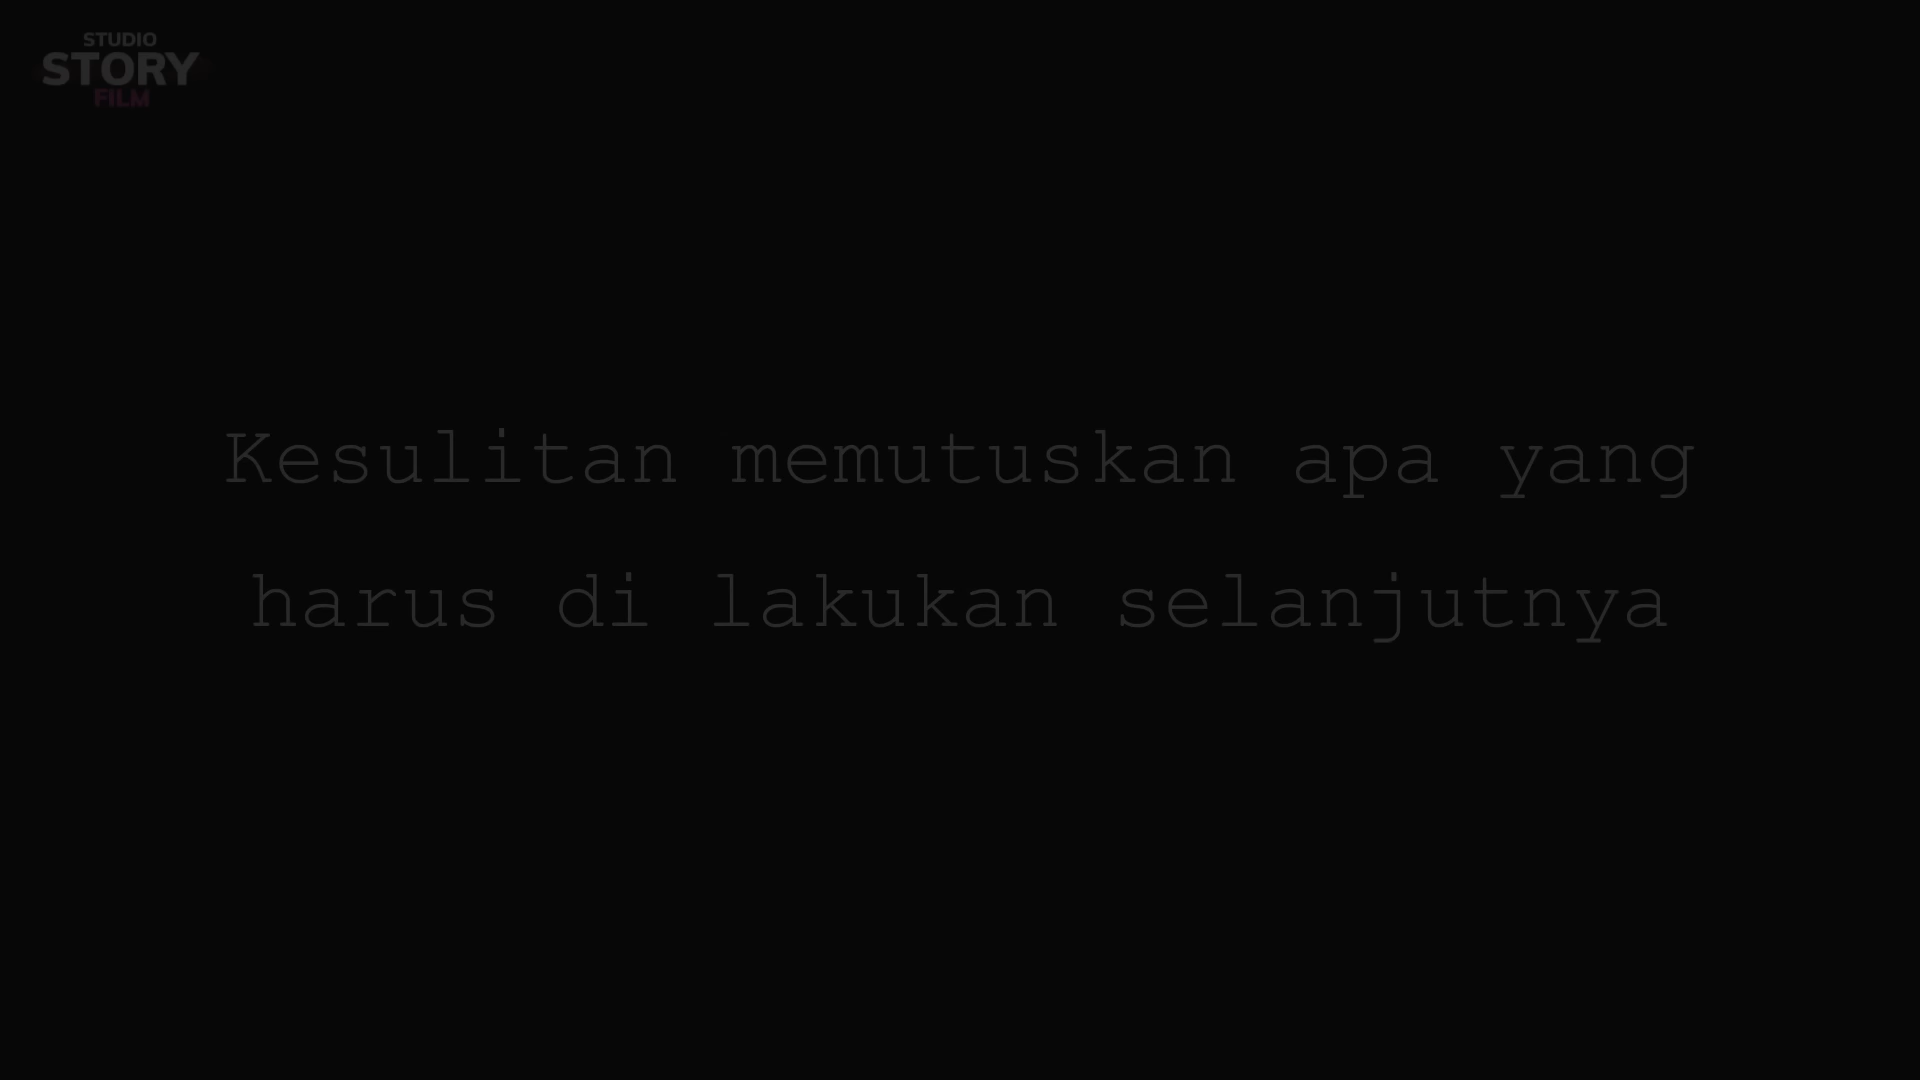 STUDIO
STORY
FILM
Kesulitan memutuskan apa yang
harus di lakukan selanjutnya